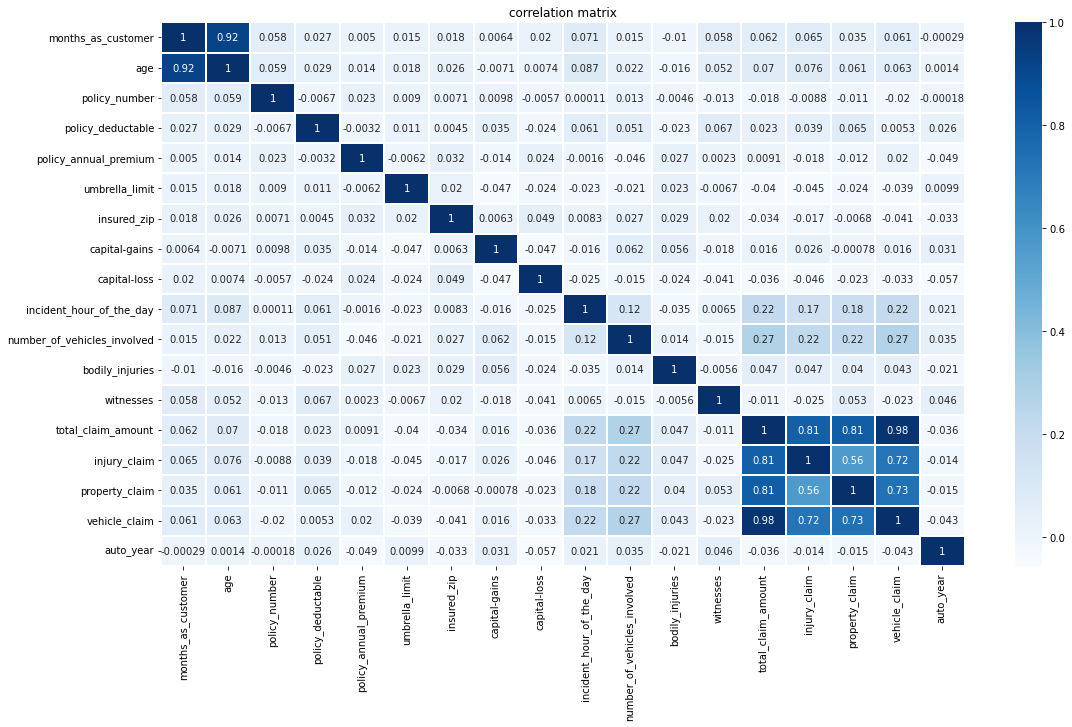 correlation matrix
months_as_customer 1 0.92 0.058 0.027 0.005 0.015 0.018 0.0064 0.02 0.071 0.015 -0.01 0.058 0.062 0.065 0.035 0.061 -0.00029
age 0.92 1 0.059 0.029 0.014 0.018 0.026 -0.0071 0.0074 0.087 0.022 -0.016 0.052 0.07 0.076 0.061 0.063 0.0014
policy_number 0.058 0.059 1 -0.0067 0.023 0.009 0.0071 0.0098 -0.0057 0.00011 0.013 -0.0046 -0.013 -0.018 -0.0088 -0.011 -0.02 -0.00018
policy_deductable 0.027 0.029 -0.0067 1 -0.0032 0.011 0.0045 0.035 -0.024 0.061 0.051 -0.023 0.067 0.023 0.039 0.065 0.0053 0.026
policy_annual_premium 0.005 0.014 0.023 -0.0032 1 -0.0062 0.032 -0.014 0.024 -0.0016 -0.046 0.027 0.0023 0.0091 -0.018 -0.012 0.02 -0.049
umbrella_limit 0.015 0.018 0.009 0.011 -0.0062 1 0.02 -0.047 -0.024 -0.023 -0.021 0.023 -0.0067 -0.04 -0.045 -0.024 -0.039 0.0099
insured_zip 0.018 0.026 0.0071 0.0045 0.032 0.02 1 0.0063 0.049 0.0083 0.027 0.029 0.02 -0.034 -0.017 -0.0068 -0.041 -0.033
capital-gains 0.0064 -0.0071 0.0098 0.035 -0.014 -0.047 0.0063 1 -0.047 -0.016 0.062 0.056 -0.018 0.016 0.026 -0.00078 0.016 0.031
capital-loss 0.02 0.0074 -0.0057 -0.024 0.024 -0.024 0.049 -0.047 1 -0.025 -0.015 -0.024 -0.041 -0.036 -0.046 -0.023 -0.033 -0.057
incident_hour_of_the_day 0.071 0.087 0.00011 0.061 -0.0016 -0.023 0.0083 -0.016 -0.025 1 0.12 -0.035 0.0065 0.22 0.17 0.18 0.22 0.021
number_of_vehicles_involved 0.015 0.022 0.013 0.051 -0.046 -0.021 0.027 0.062 -0.015 0.12 1 0.014 -0.015 0.27 0.22 0.22 0.27 0.035
bodily_injuries -0.01 -0.016 -0.0046 -0.023 0.027 0.023 0.029 0.056 -0.024 -0.035 0.014 1 -0.0056 0.047 0.047 0.04 0.043 -0.021
witnesses 0.058 0.052 -0.013 0.067 0.0023 -0.0067 0.02 -0.018 -0.041 0.0065 -0.015 -0.0056 1 -0.011 -0.025 0.053 -0.023 0.046
total_claim_amount 0.062 0.07 -0.018 0.023 0.0091 -0.04 -0.034 0.016 -0.036 0.22 0.27 0.047 -0.011 1 0.81 0.81 0.98 -0.036
injury_claim 0.065 0.076 -0.0088 0.039 -0.018 -0.045 -0.017 0.026 -0.046 0.17 0.22 0.047 -0.025 0.81 1 0.56 0.72 -0.014
property_claim 0.035 0.061 -0.011 0.065 -0.012 -0.024 -0.0068 -0.00078 -0.023 0.18 0.22 0.04 0.053 0.81 0.56 1 0.73 -0.015
vehicle_claim 0.061 0.063 -0.02 0.0053 0.02 -0.039 -0.041 0.016 -0.033 0.22 0.27 0.043 -0.023 0.98 0.72 0.73 1 -0.043
auto_year -0.00029 0.0014 -0.00018 0.026 -0.049 0.0099 -0.033 0.031 -0.057 0.021 0.035 -0.021 0.046 -0.036 -0.014 -0.015 -0.043 1
months_as_customer
age
policy_number
policy_deductable
policy_annual_premium
umbrella_limit
insured_zip
capital-gains
capital-loss
incident_hour_of_the_day
number_of_vehicles_involved
bodily_injuries
witnesses
total_claim_amount
injury_claim
property_claim
vehicle_claim
auto_year
1.0
0.8
0.6
0.4
0.2
0.0